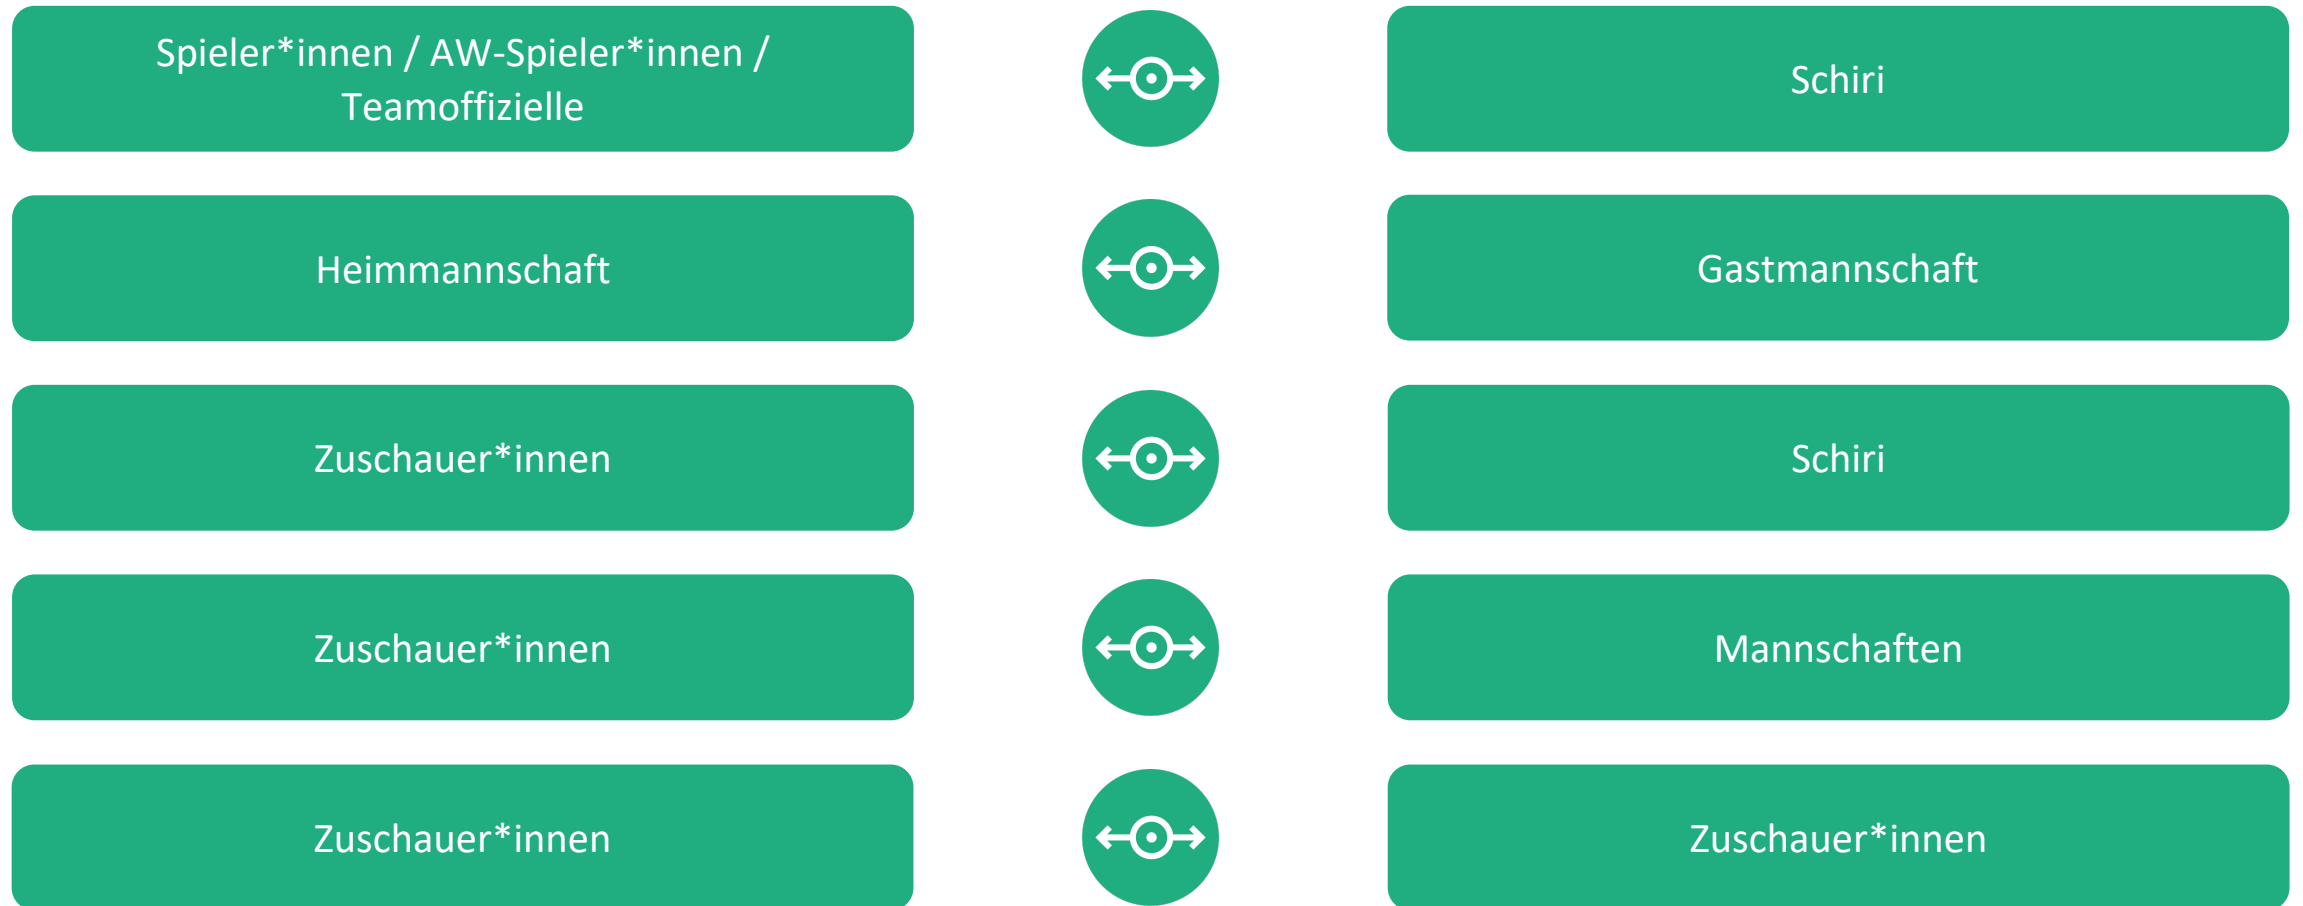 Spieler*innen / AW-Spieler*innen /
Teamoffizielle
Schiri
Heimmannschaft
Gastmannschaft
Zuschauer*innen
Schiri
Zuschauer*innen
Mannschaften
Zuschauer*innen
Zuschauer*innen